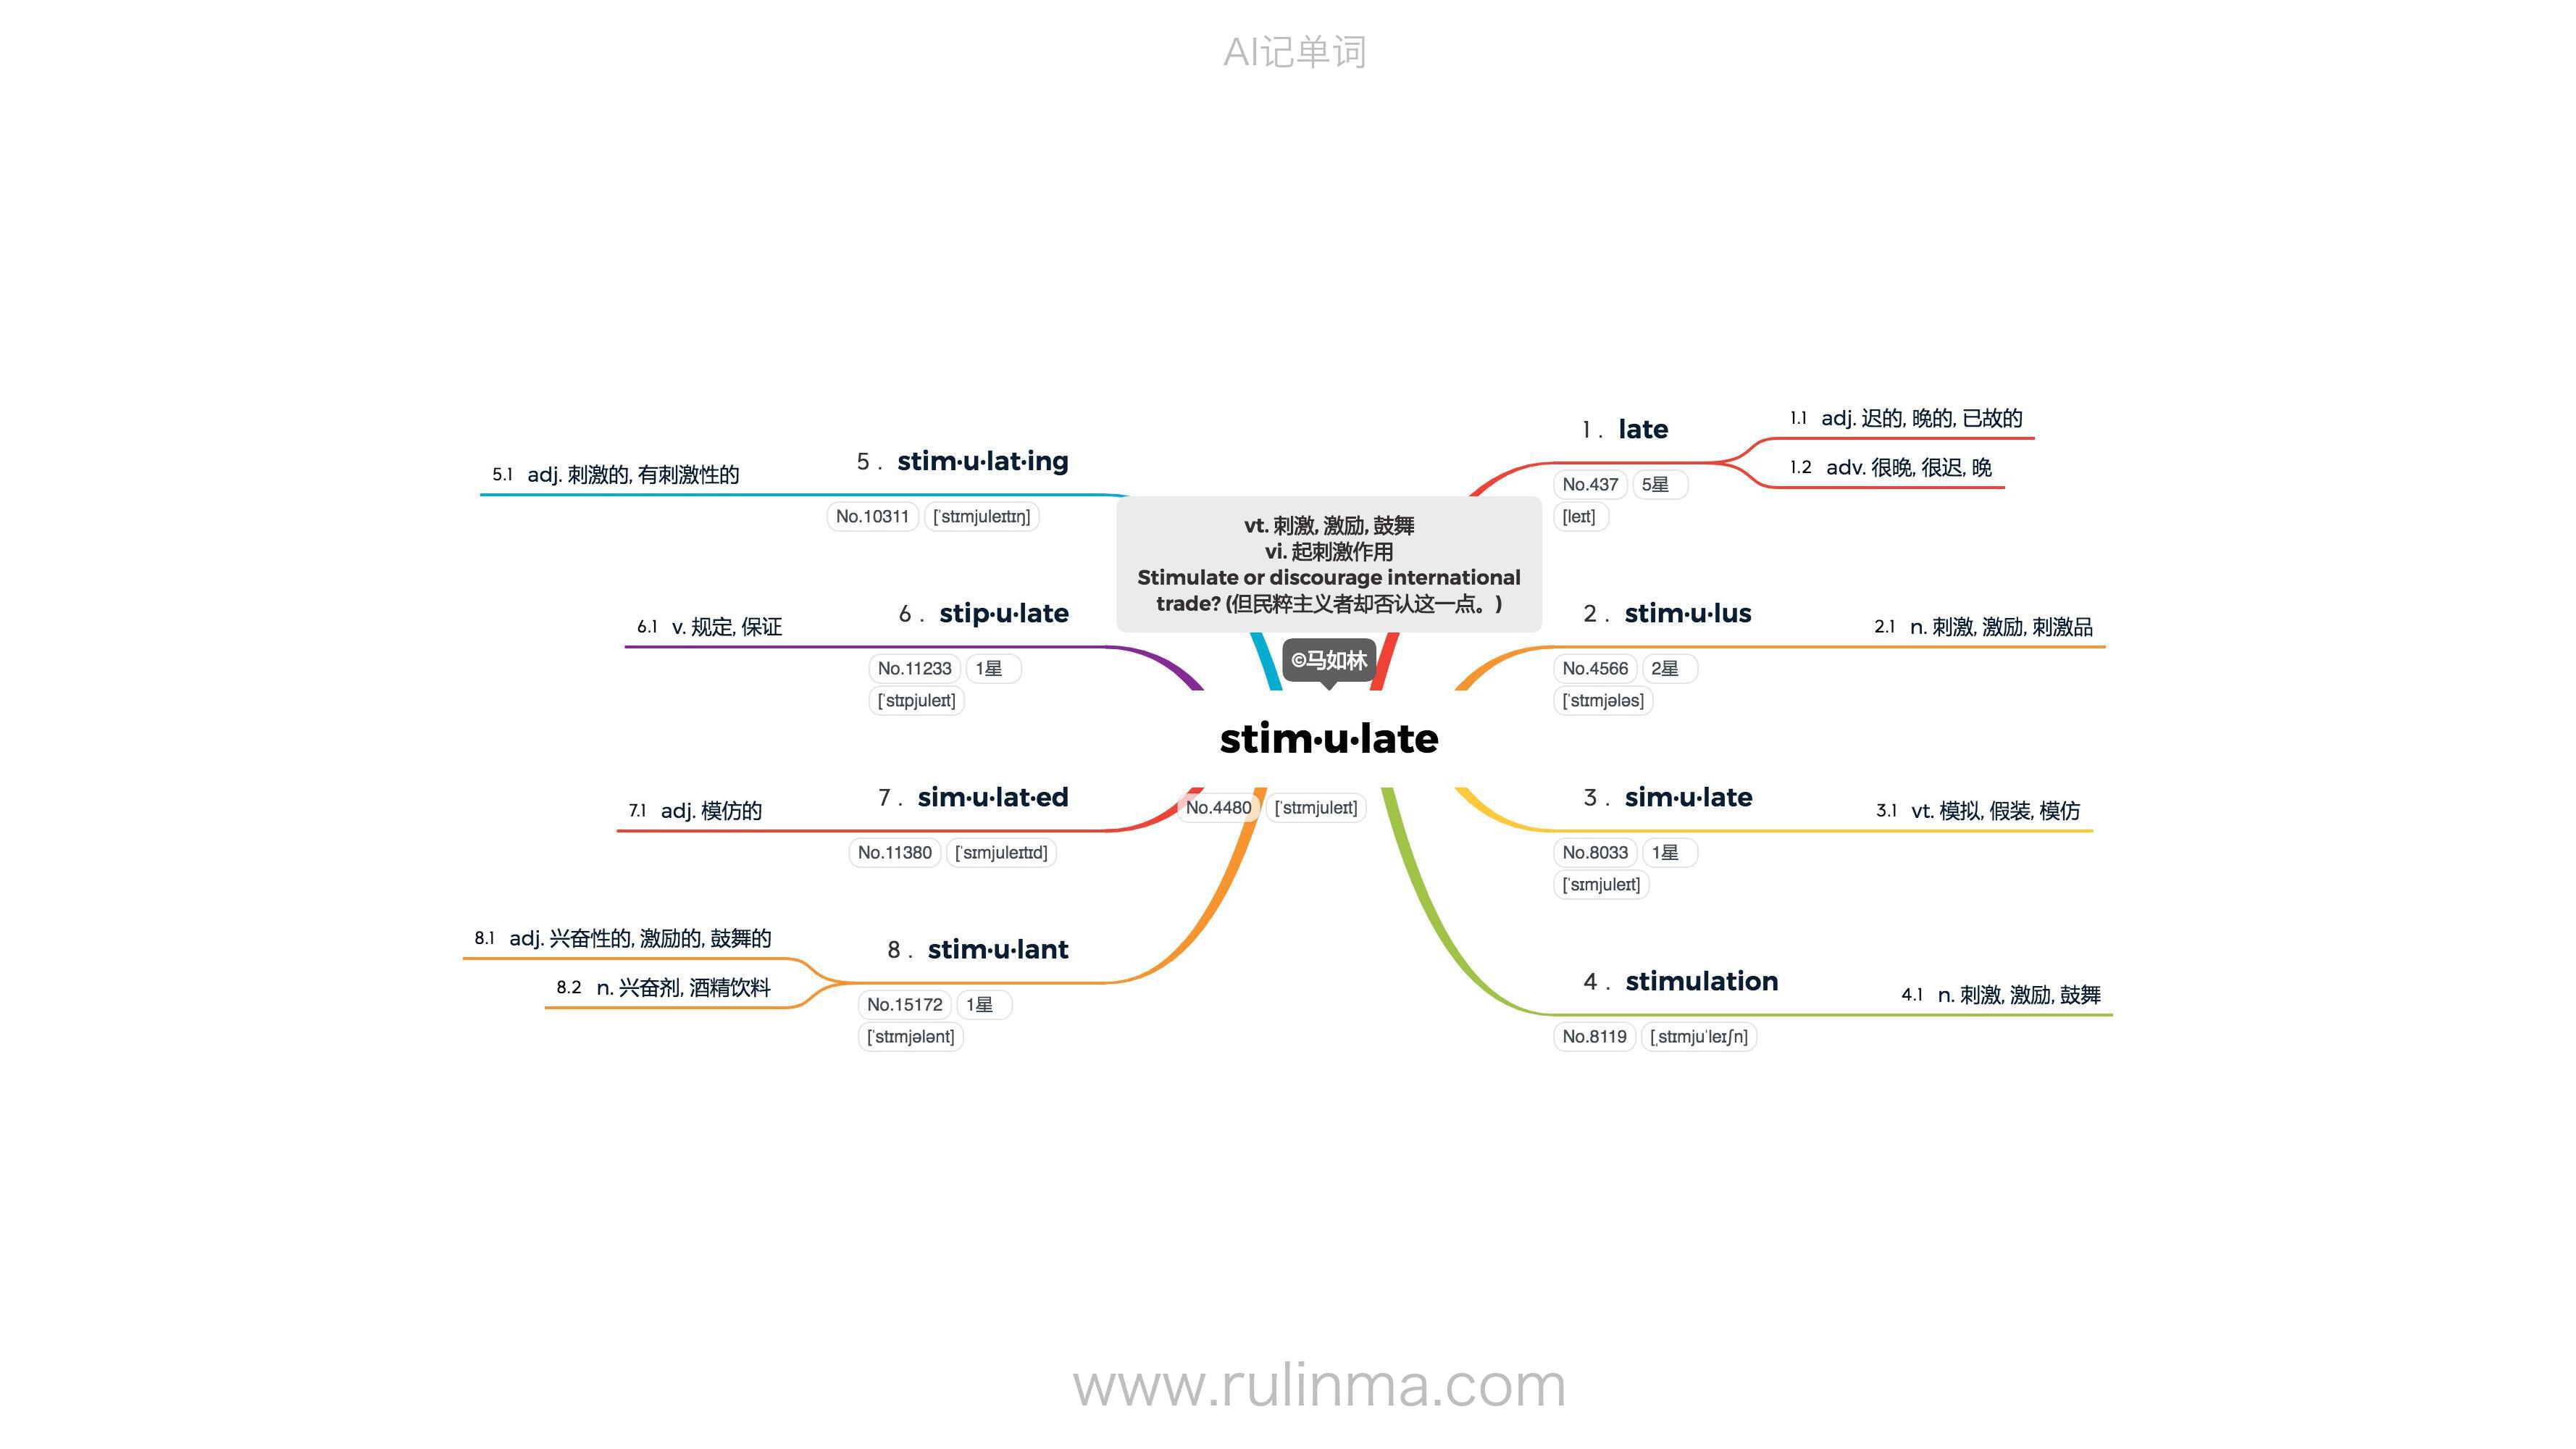 AI记单词
vt. 刺激, 激励, 鼓舞
vi. 起刺激作用
Stimulate or discourage international
trade? (但民粹主义者却否认这一点。)
©马如林
stim·u·late
No.4480 [ˈstɪmjuleɪt]
1. late
No.437 5星
[leɪt]
1.1 adj. 迟的, 晚的, 已故的
1.2 adv. 很晚, 很迟, 晚
2. stim·u·lus
No.4566 2星
[ˈstɪmjələs]
2.1 n. 刺激, 激励, 刺激品
3. sim·u·late
No.8033 1星
[ˈsɪmjuleɪt]
3.1 vt. 模拟, 假装, 模仿
4. stimulation
No.8119 [ˌstɪmjuˈleɪʃn]
4.1 n. 刺激, 激励, 鼓舞
5. stim·u·lat·ing
No.10311 [ˈstɪmjuleɪtɪŋ]
5.1 adj. 刺激的, 有刺激性的
6. stip·u·late
No.11233 1星
[ˈstɪpjuleɪt]
6.1 v. 规定, 保证
7. sim·u·lat·ed
No.11380 [ˈsɪmjuleɪtɪd]
7.1 adj. 模仿的
8. stim·u·lant
No.15172 1星
[ˈstɪmjələnt]
8.1 adj. 兴奋性的, 激励的, 鼓舞的
8.2 n. 兴奋剂, 酒精饮料
www.rulinma.com